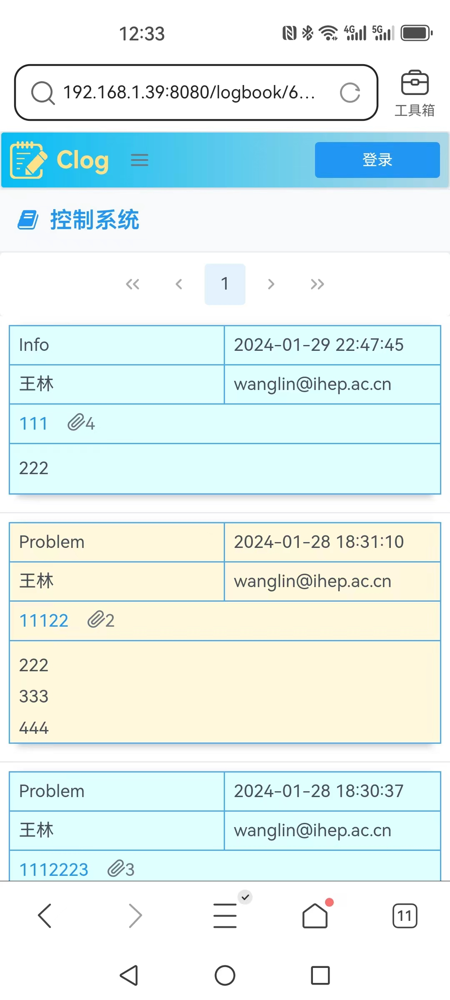 12:33
4G 5G
192.168.1.39:8080/logbook/6...
工具箱
Clog
登录
控制系统
1
Info 2024-01-29 22:47:45
王林 wanglin@ihep.ac.cn
111 4
222
Problem 2024-01-28 18:31:10
王林 wanglin@ihep.ac.cn
11122 2
222
333
444
Problem 2024-01-28 18:30:37
王林 wanglin@ihep.ac.cn
1112223 3
11